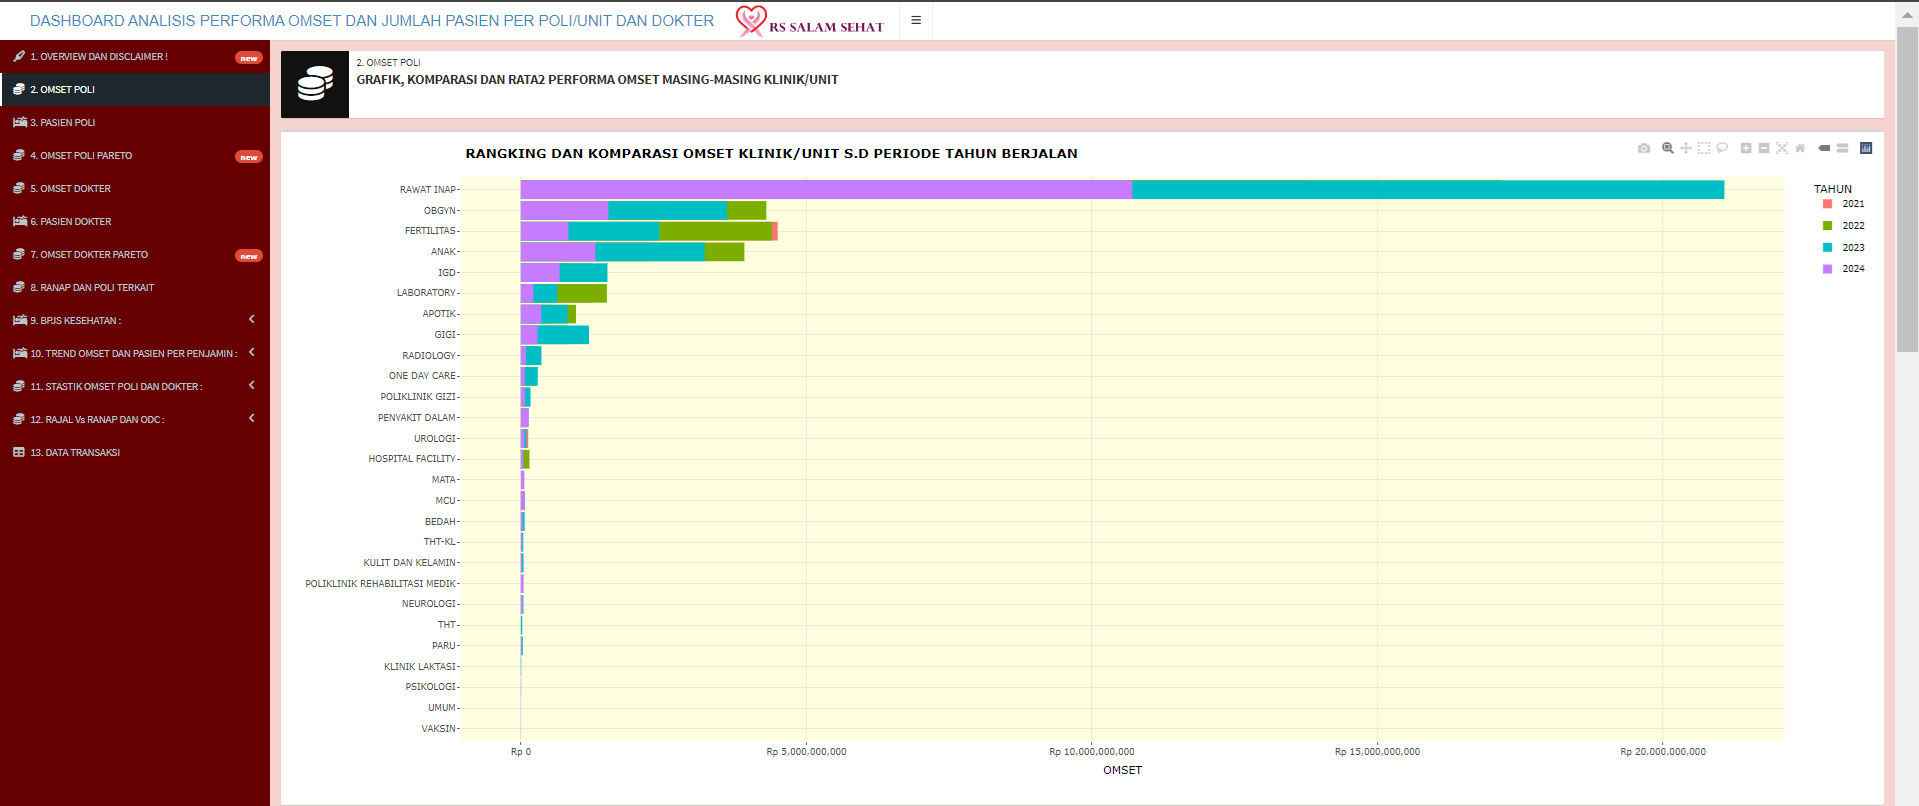 DASHBOARD ANALISIS PERFORMA OMSET DAN JUMLAH PASIEN PER POLI/UNIT DAN DOKTER
RS SALAM SEHAT
1. OVERVIEW DAN DISCLAIMER !
new
2. OMSET POLI
3. PASIEN POLI
4. OMSET POLI PARETO
new
5. OMSET DOKTER
6. PASIEN DOKTER
7. OMSET DOKTER PARETO
new
8. RANAP DAN POLI TERKAIT
9. BPJS KESEHATAN :
10. TREND OMSET DAN PASIEN PER PENJAMIN :
11. STASTIK OMSET POLI DAN DOKTER :
12. RAJAL Vs RANAP DAN ODC :
13. DATA TRANSAKSI
2. OMSET POLI
GRAFIK, KOMPARASI DAN RATA2 PERFORMA OMSET MASING-MASING KLINIK/UNIT
RANGKING DAN KOMPARASI OMSET KLINIK/UNIT S.D PERIODE TAHUN BERJALAN
RAWAT INAP
OBGYN
FERTILITAS
ANAK
IGD
LABORATORY
APOTIK
GIGI
RADIOLOGY
ONE DAY CARE
POLIKLINIK GIZI
PENYAKIT DALAM
UROLOGI
HOSPITAL FACILITY
MATA
MCU
BEDAH
THT-KL
KULIT DAN KELAMIN
POLIKLINIK REHABILITASI MEDIK
NEUROLOGI
THT
PARU
KLINIK LAKTASI
PSIKOLOGI
UMUM
VAKSIN
Rp 0
Rp 5,000,000,000
Rp 10,000,000,000
Rp 15,000,000,000
Rp 20,000,000,000
OMSET
TAHUN
2021
2022
2023
2024